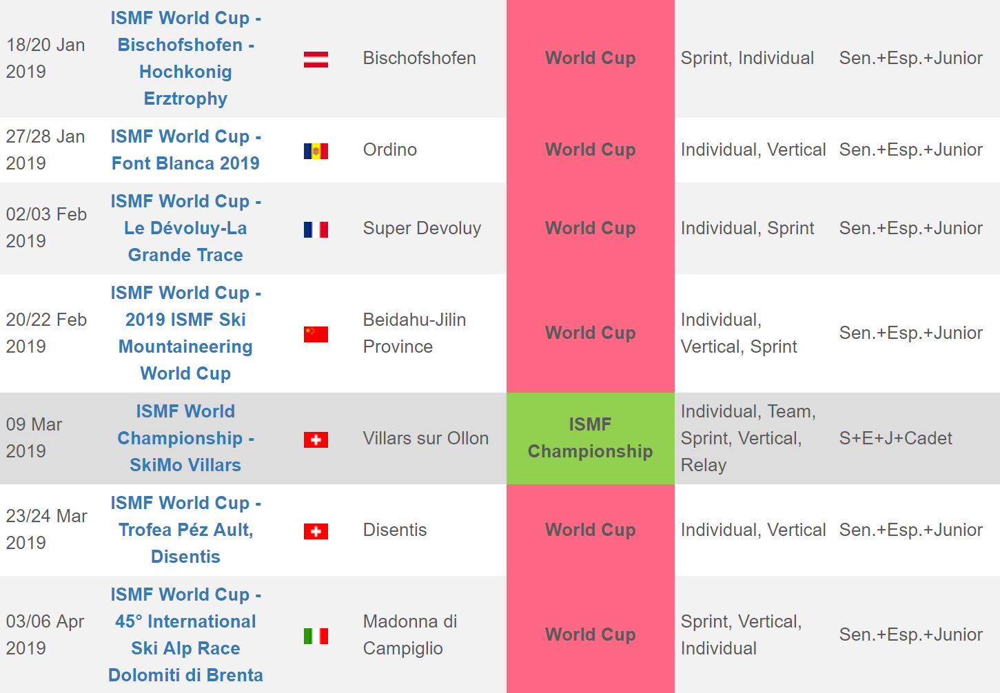 18/20 Jan
2019
ISMF World Cup -
Bischofshofen -
Hochkonig
Erztrophy
Bischofshofen
World Cup
Sprint, Individual
Sen.+Esp.+Junior
27/28 Jan
2019
ISMF World Cup -
Font Blanca 2019
Ordino
World Cup
Individual, Vertical
Sen.+Esp.+Junior
02/03 Feb
2019
ISMF World Cup -
Le Dévoluy-La
Grande Trace
Super Devoluy
World Cup
Individual, Sprint
Sen.+Esp.+Junior
20/22 Feb
2019
ISMF World Cup -
2019 ISMF Ski
Mountaineering
World Cup
Beidahu-Jilin
Province
World Cup
Individual,
Vertical, Sprint
Sen.+Esp.+Junior
09 Mar
2019
ISMF World
Championship -
SkiMo Villars
Villars sur Ollon
ISMF
Championship
Individual, Team,
Sprint, Vertical,
Relay
S+E+J+Cadet
23/24 Mar
2019
ISMF World Cup -
Trofea Péz Ault,
Disentis
Disentis
World Cup
Individual, Vertical
Sen.+Esp.+Junior
03/06 Apr
2019
ISMF World Cup -
45° International
Ski Alp Race
Dolomiti di Brenta
Madonna di
Campiglio
World Cup
Sprint, Vertical,
Individual
Sen.+Esp.+Junior